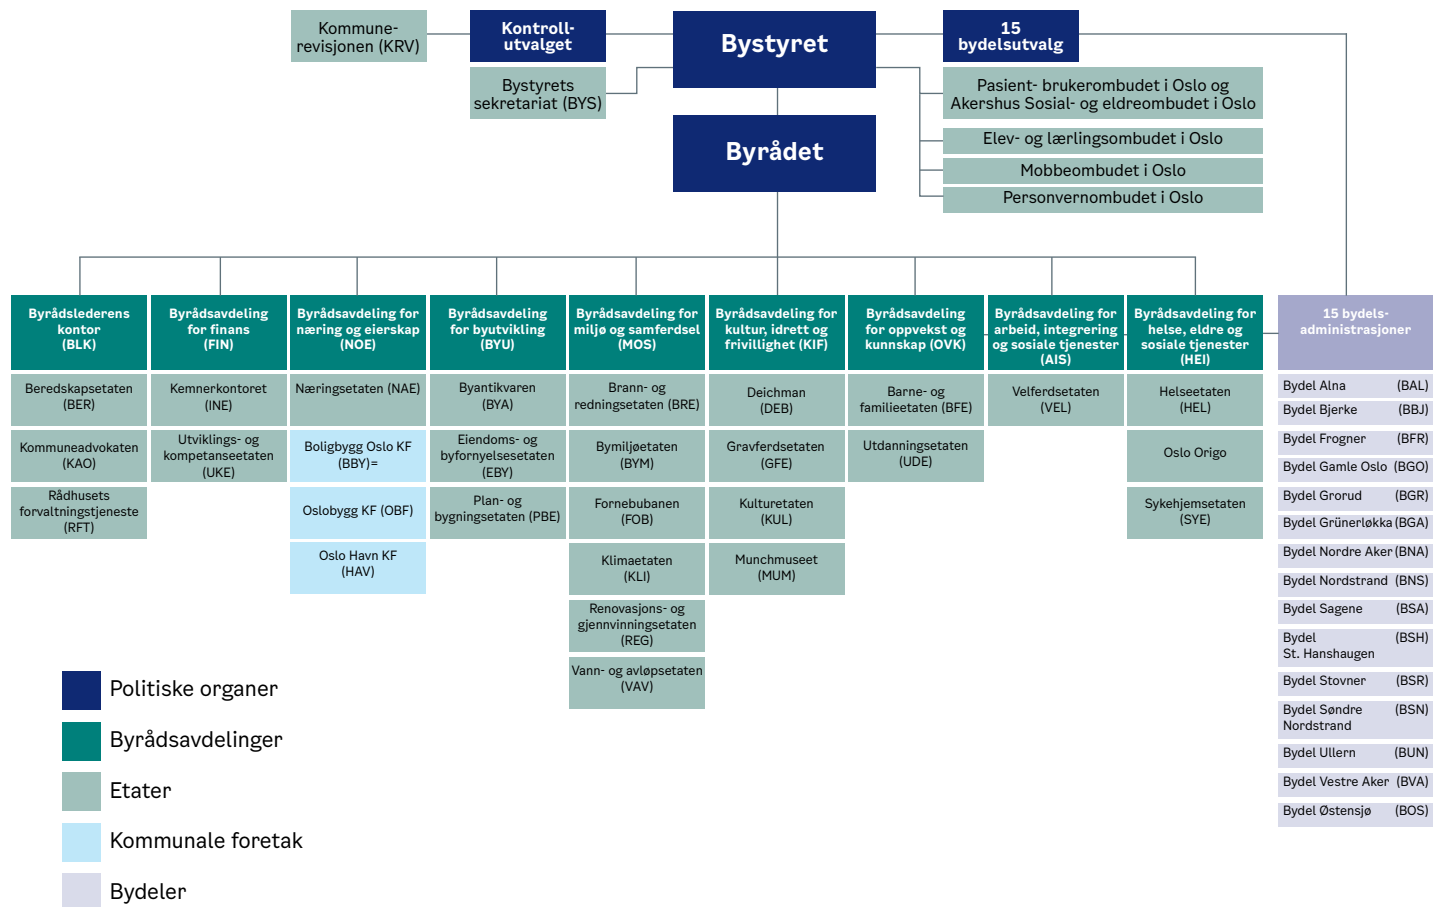 Kommune-
revisjonen (KRV)
Kontroll-
utvalget
Bystyret
15
bydelsutvalg
Bystyrets
sekretariat (BYS)
Pasient- brukerombudet i Oslo og
Akershus Sosial- og eldreombudet i Oslo
Byrådet
Elev- og lærlingsombudet i Oslo
Mobbeombudet i Oslo
Personvernombudet i Oslo
Byrådslederens
kontor
(BLK)
Beredskapsetaten
(BER)
Kommuneadvokaten
(KAO)
Rådhusets
forvaltningstjeneste
(RFT)
Byrådsavdeling
for finans
(FIN)
Kemnerkontoret
(INE)
Utviklings- og
kompetanseetaten
(UKE)
Byrådsavdeling for
næring og eierskap
(NOE)
Næringsetaten (NAE)
Boligbygg Oslo KF
(BBY)=
Oslobygg KF (OBF)
Oslo Havn KF
(HAV)
Byrådsavdeling
for byutvikling
(BYU)
Byantikvaren
(BYA)
Eiendoms- og
byfornyelsesetaten
(EBY)
Plan- og
bygningsetaten (PBE)
Byrådsavdeling for
miljø og samferdsel
(MOS)
Brann- og
redningsetaten (BRE)
Bymiljøetaten
(BYM)
Fornebubanen
(FOB)
Klimaetaten
(KLI)
Renovasjons- og
gjennvinningsetaten
(REG)
Vann- og avløpsetaten
(VAV)
Byrådsavdeling for
kultur, idrett og
frivillighet (KIF)
Deichman
(DEB)
Gravferdsetaten
(GFE)
Kulturetaten
(KUL)
Munchmuseet
(MUM)
Byrådsavdeling
for oppvekst og
kunnskap (OVK)
Barne- og
familieetaten (BFE)
Utdanningsetaten
(UDE)
Byrådsavdeling for
arbeid, integrering
og sosiale tjenester
(AIS)
Velferdsetaten
(VEL)
Byrådsavdeling for
helse, eldre og
sosiale tjenester
(HEI)
Helseetaten
(HEL)
Oslo Origo
Sykehjemsetaten
(SYE)
15 bydels-
administrasjoner
Bydel Alna (BAL)
Bydel Bjerke (BBJ)
Bydel Frogner (BFR)
Bydel Gamle Oslo (BGO)
Bydel Grorud (BGR)
Bydel Grünerløkka (BGA)
Bydel Nordre Aker (BNA)
Bydel Nordstrand (BNS)
Bydel Sagene (BSA)
Bydel (BSH)
St. Hanshaugen
Bydel Stovner (BSR)
Bydel Søndre (BSN)
Nordstrand
Bydel Ullern (BUN)
Bydel Vestre Aker (BVA)
Bydel Østensjø (BOS)
Politiske organer
Byrådsavdelinger
Etater
Kommunale foretak
Bydeler